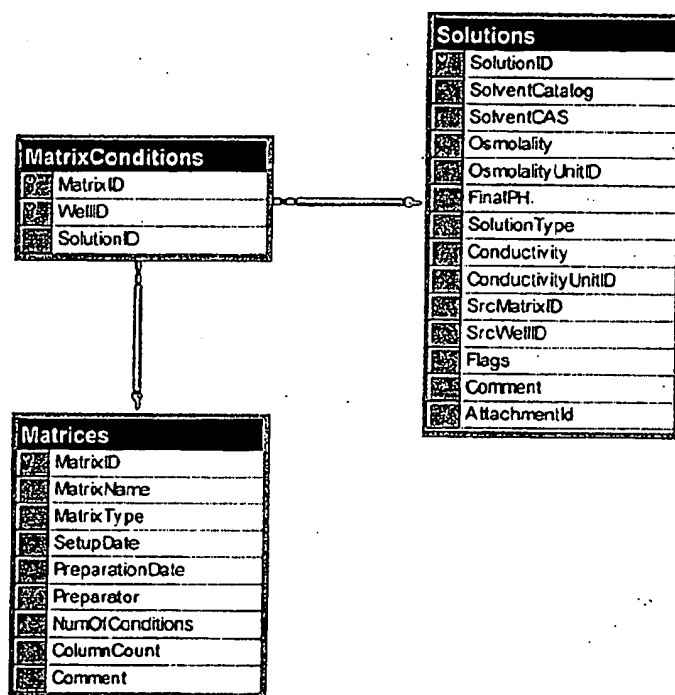 MatrixConditions
MatrixID
WellID
SolutionID
Solutions
SolutionID
SolventCatalog
SolventCAS
Osmolality
OsmolalityUnitID
FinalPH
SolutionType
Conductivity
ConductivityUnitID
SrcMatrixID
SrcWellID
Flags
Comment
AttachmentId
Matrices
MatrixID
MatrixName
MatrixType
SetupDate
PreparationDate
Preparator
NumOfConditions
ColumnCount
Comment